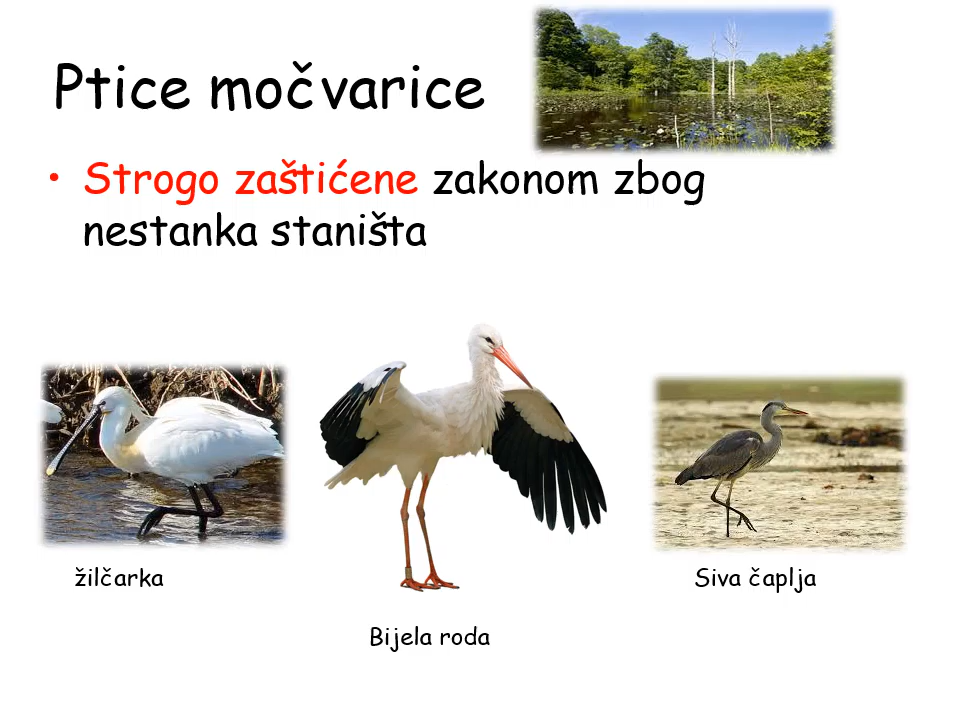 Ptice močvarice
• Strogo zaštićene zakonom zbog
nestanka staništa
žilčarka
Siva čaplja
Bijela roda